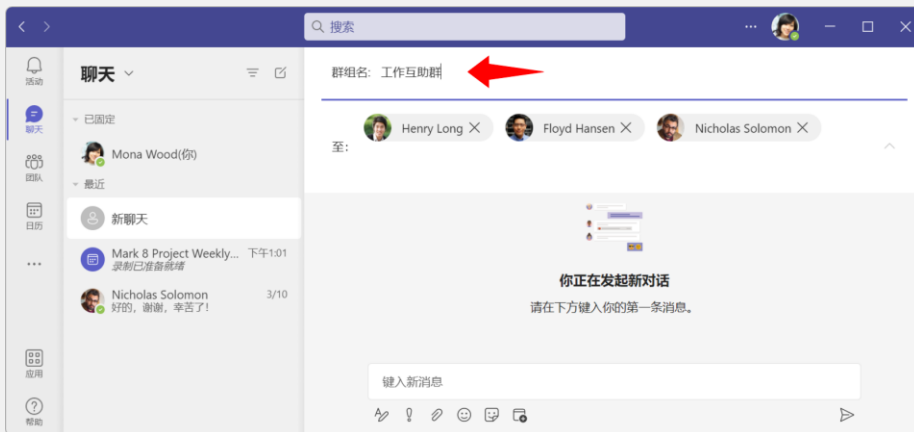 搜索
活动
聊天
团队
日历
应用
帮助
聊天
已固定
Mona Wood(你)
最近
新聊天
Mark 8 Project Weekly... 下午1:01
录制已准备就绪
Nicholas Solomon 3/10
好的，谢谢，幸苦了!
群组名: 工作互助群
至:
Henry Long Floyd Hansen Nicholas Solomon
你正在发起新对话
请在下方键入你的第一条消息。
键入新消息